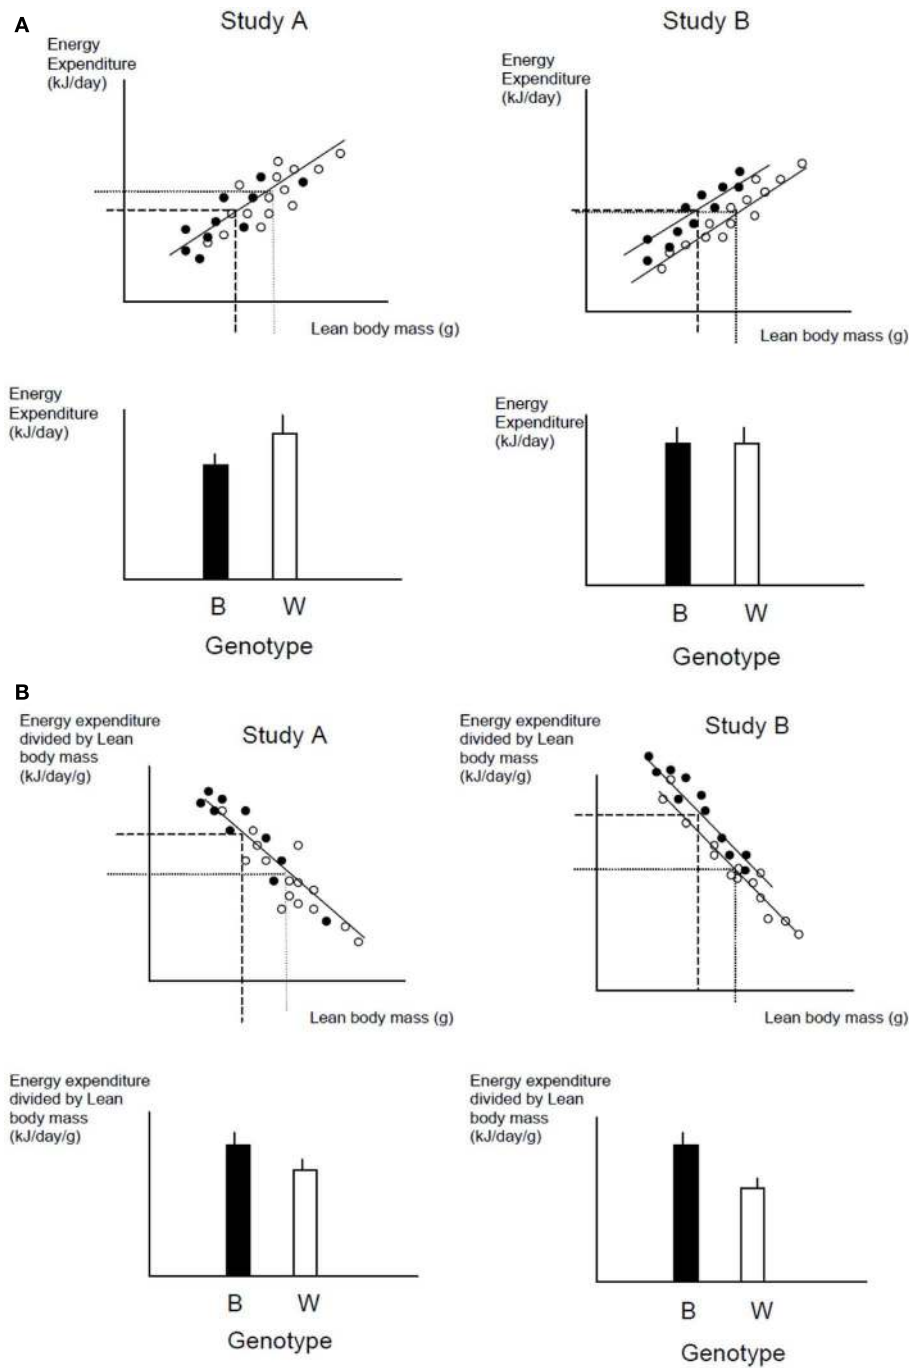 A
Study A
Study B
Energy
Expenditure
(kJ/day)
Energy
Expenditure
(kJ/day)
Lean body mass (g)
Lean body mass (g)
Energy
Expenditure
(kJ/day)
Energy
Expenditure
(kJ/day)
B W
B W
Genotype
Genotype
B
Energy expenditure
divided by Lean
body mass
(kJ/day/g)
Study A
Energy expenditure
divided by Lean
body mass
(kJ/day/g)
Study B
Lean body mass (g)
Lean body mass (g)
Energy expenditure
divided by Lean
body mass
(kJ/day/g)
Energy expenditure
divided by Lean
body mass
(kJ/day/g)
B W
B W
Genotype
Genotype